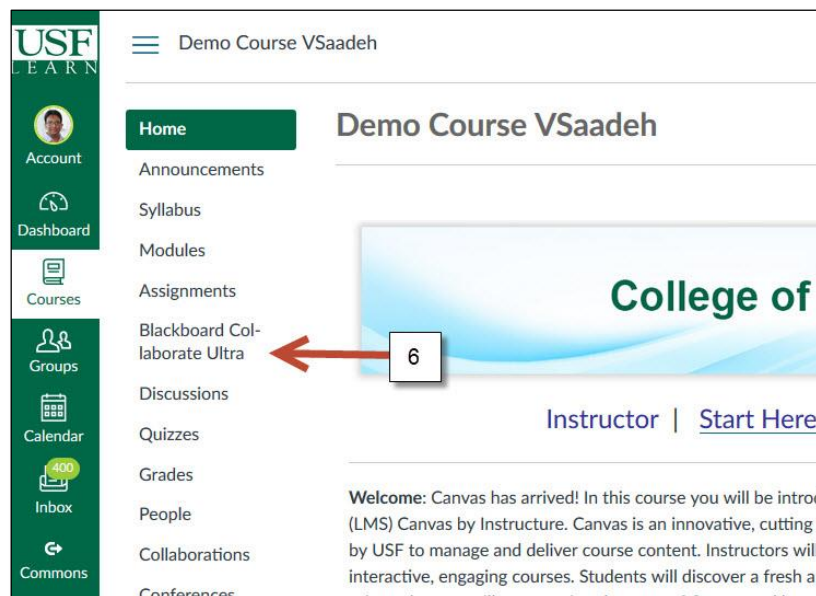 USF
LEARN
Account
Dashboard
Courses
Groups
Calendar
400
Inbox
Commons
Demo Course VSaadeh
Home
Announcements
Syllabus
Modules
Assignments
Blackboard Col-
laborate Ultra
Discussions
Quizzes
Grades
People
Collaborations
Conferences
6
Demo Course VSaadeh
College of
Instructor | Start Here
Welcome: Canvas has arrived! In this course you will be introd
(LMS) Canvas by Instructure. Canvas is an innovative, cutting
by USF to manage and deliver course content. Instructors will
interactive, engaging courses. Students will discover a fresh a